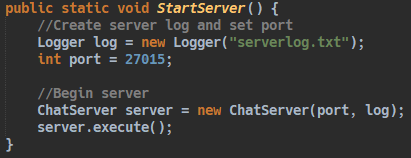 public static void StartServer() {
    //Create server log and set port
    Logger log = new Logger("serverlog.txt");
    int port = 27015;

    //Begin server
    ChatServer server = new ChatServer(port, log);
    server.execute();
}